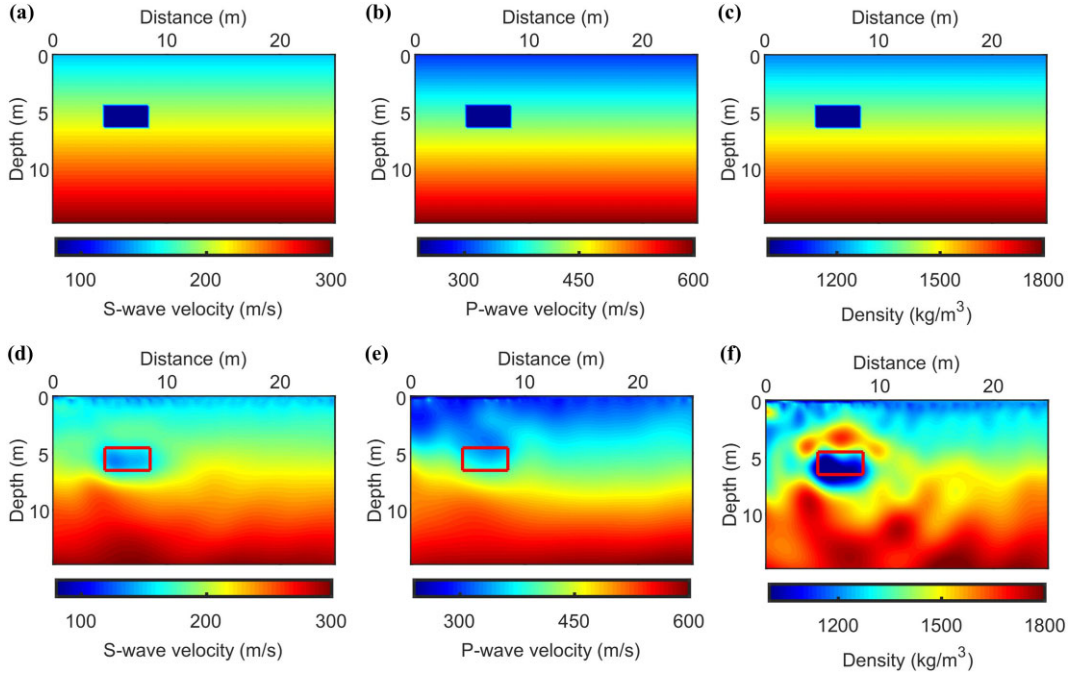 (a) Distance (m) (b) Distance (m) (c) Distance (m)
0 10 20 0 10 20 0 10 20
0 0 0
Depth (m) 5 Depth (m) 5 Depth (m) 5
10 10 10
100 200 300 300 450 600 1200 1500 1800
S-wave velocity (m/s) P-wave velocity (m/s) Density (kg/m³)
(d) Distance (m) (e) Distance (m) (f) Distance (m)
0 10 20 0 10 20 0 10 20
0 0 0
Depth (m) 5 Depth (m) 5 Depth (m) 5
10 10 10
100 200 300 300 450 600 1200 1500 1800
S-wave velocity (m/s) P-wave velocity (m/s) Density (kg/m³)